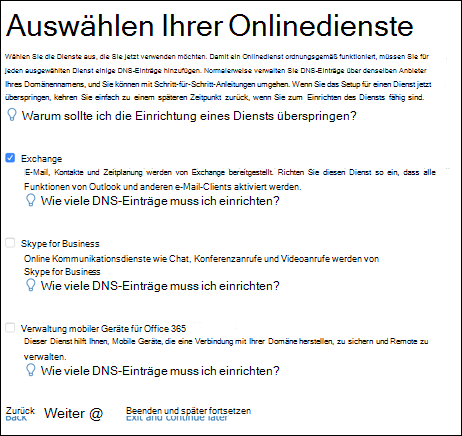 Auswählen Ihrer Onlinedienste
Wählen Sie die Dienste aus, die Sie jetzt verwenden möchten. Damit ein Onlinedienst ordnungsgemäß funktioniert, müssen Sie für
jeden ausgewählten Dienst einige DNS-Einträge hinzufügen. Normalerweise verwalten Sie DNS-Einträge über denselben Anbieter
Ihres Domänennamens, und Sie können mit Schritt-für-Schritt-Anleitungen umgehen. Wenn Sie das Setup für einen Dienst jetzt
überspringen, kehren Sie einfach zu einem späteren Zeitpunkt zurück, wenn Sie zum Einrichten des Diensts fähig sind.
Warum sollte ich die Einrichtung eines Diensts überspringen?
Exchange
E-Mail, Kontakte und Zeitplanung werden von Exchange bereitgestellt. Richten Sie diesen Dienst so ein, dass alle
Funktionen von Outlook und anderen e-Mail-Clients aktiviert werden.
Wie viele DNS-Einträge muss ich einrichten?
Skype for Business
Online Kommunikationsdienste wie Chat, Konferenzanrufe und Videoanrufe werden von
Skype for Business
Wie viele DNS-Einträge muss ich einrichten?
Verwaltung mobiler Geräte für Office 365
Dieser Dienst hilft Ihnen, Mobile Geräte, die eine Verbindung mit Ihrer Domäne herstellen, zu sichern und Remote zu
verwalten.
Wie viele DNS-Einträge muss ich einrichten?
Zurück Weiter @ Beenden und später fortsetzen
Back Exit and continue later